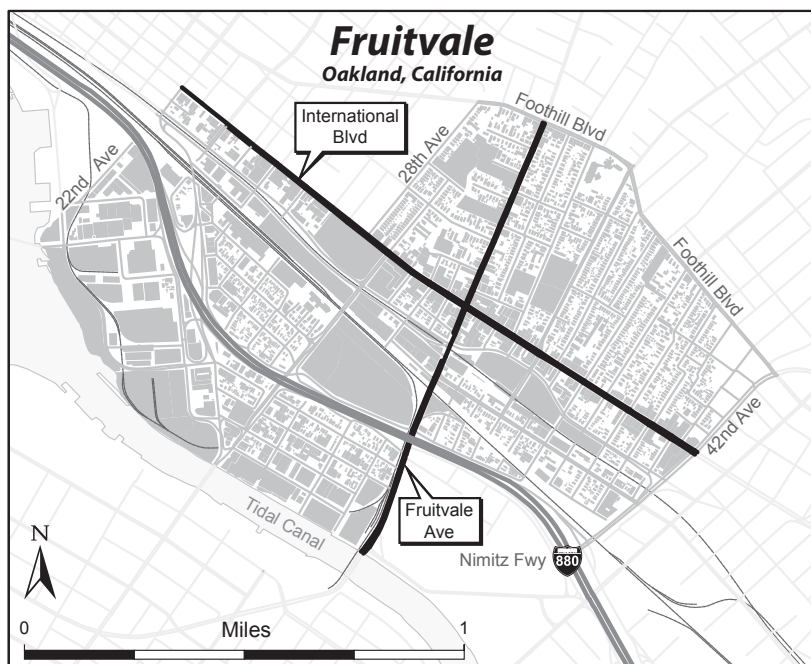 Fruitvale
Oakland, California
International
Blvd
Foothill Blvd
28th Ave
22nd Ave
Foothill Blvd
42nd Ave
Fruitvale
Ave
Tidal Canal
Nimitz Fwy
880
N
0
Miles
1